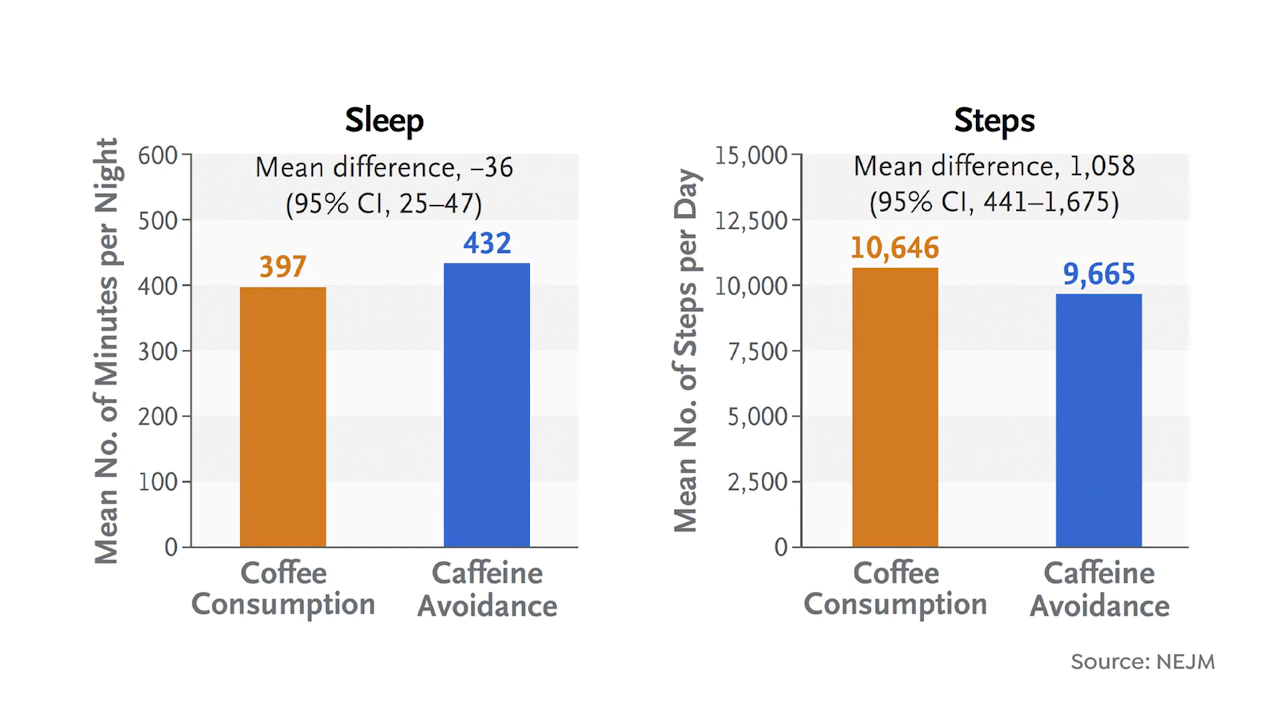 Sleep
Mean No. of Minutes per Night
600
500
400
300
200
100
0
Mean difference, –36
(95% CI, 25–47)
397
432
Coffee
Consumption
Caffeine
Avoidance
Steps
Mean No. of Steps per Day
15,000
12,500
10,000
7,500
5,000
2,500
0
Mean difference, 1,058
(95% CI, 441–1,675)
10,646
9,665
Coffee
Consumption
Caffeine
Avoidance
Source: NEJM